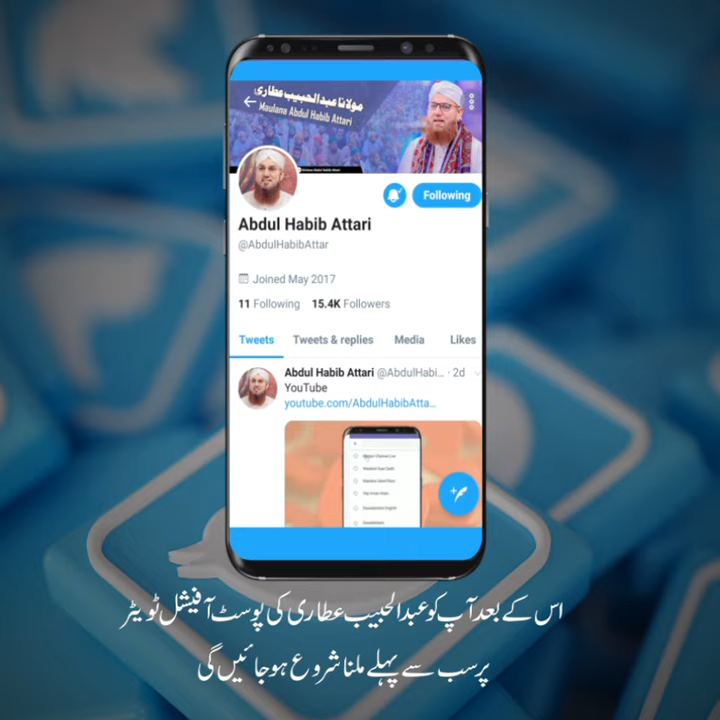 مولانا عبدالحبیب عطاری
Maulana Abdul Habib Attari
Following
Abdul Habib Attari
@AbdulHabibAttar
Joined May 2017
11 Following 15.4K Followers
Tweets Tweets & replies Media Likes
Abdul Habib Attari @AbdulHabi... · 2d
YouTube
youtube.com/AbdulHabibAtta...
اس کے بعد آپ کو عبدالحبیب عطاری کی پوسٹ آفیشل ٹویٹر
پر سب سے پہلے ملنا شروع ہو جائیں گی